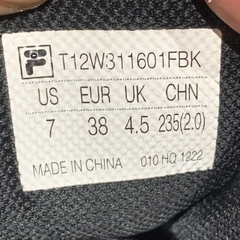 T12W311601FBK
US EUR UK CHN
7 38 4.5 235(2.0)
MADE IN CHINA 010 HQ 1222